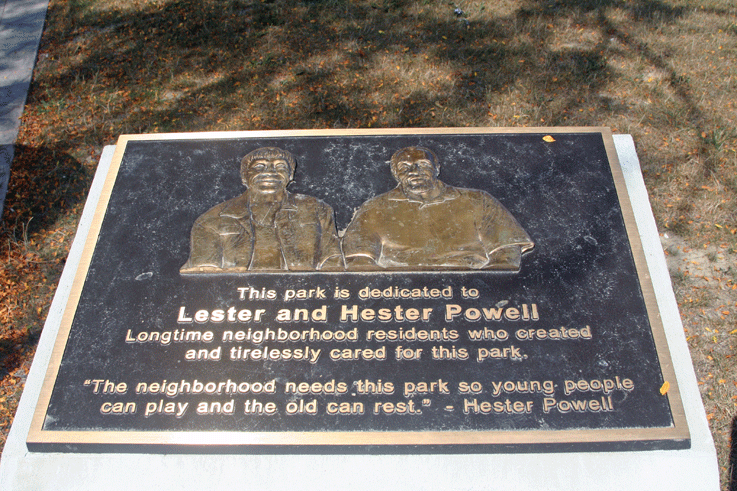 This park is dedicated to
Lester and Hester Powell
Longtime neighborhood residents who created
and tirelessly cared for this park.
"The neighborhood needs this park so young people
can play and the old can rest." - Hester Powell